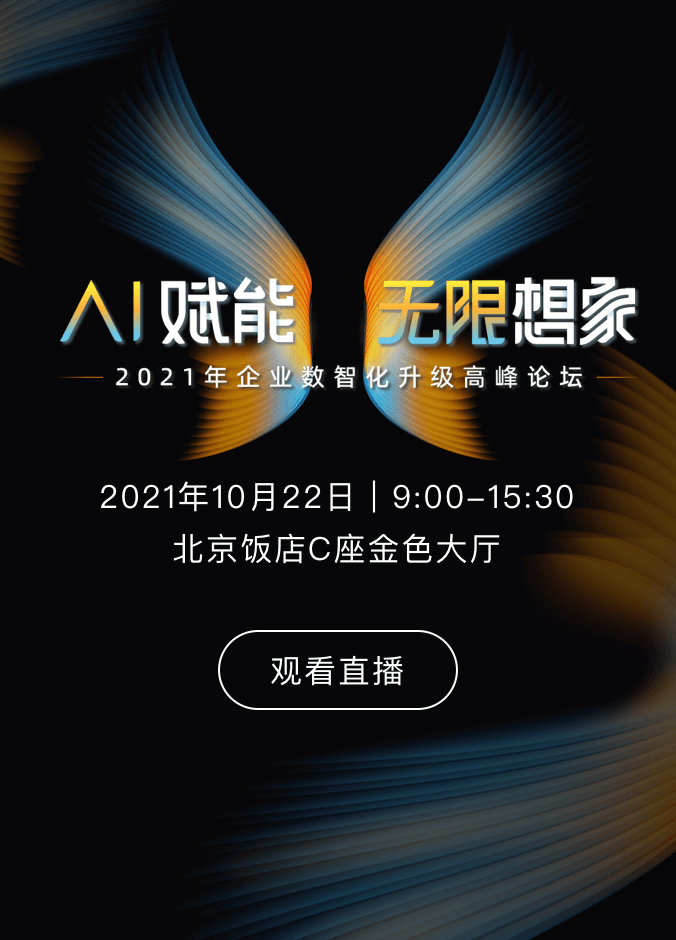 AI赋能 无限想象
2021年企业数智化升级高峰论坛
2021年10月22日｜9:00-15:30
北京饭店C座金色大厅
观看直播